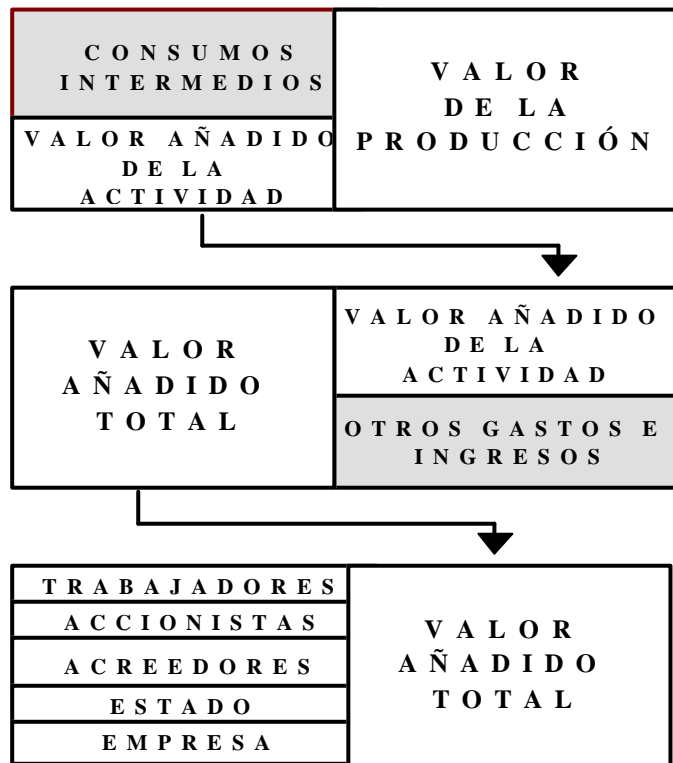 CONSUMOS
INTERMEDIOS
VALOR AÑADIDO
DE LA
ACTIVIDAD
VALOR
DE LA
PRODUCCIÓN
VALOR
AÑADIDO
TOTAL
VALOR AÑADIDO
DE LA
ACTIVIDAD
OTROS GASTOS E
INGRESOS
TRABAJADORES
ACCIONISTAS
ACREEDORES
ESTADO
EMPRESA
VALOR
AÑADIDO
TOTAL